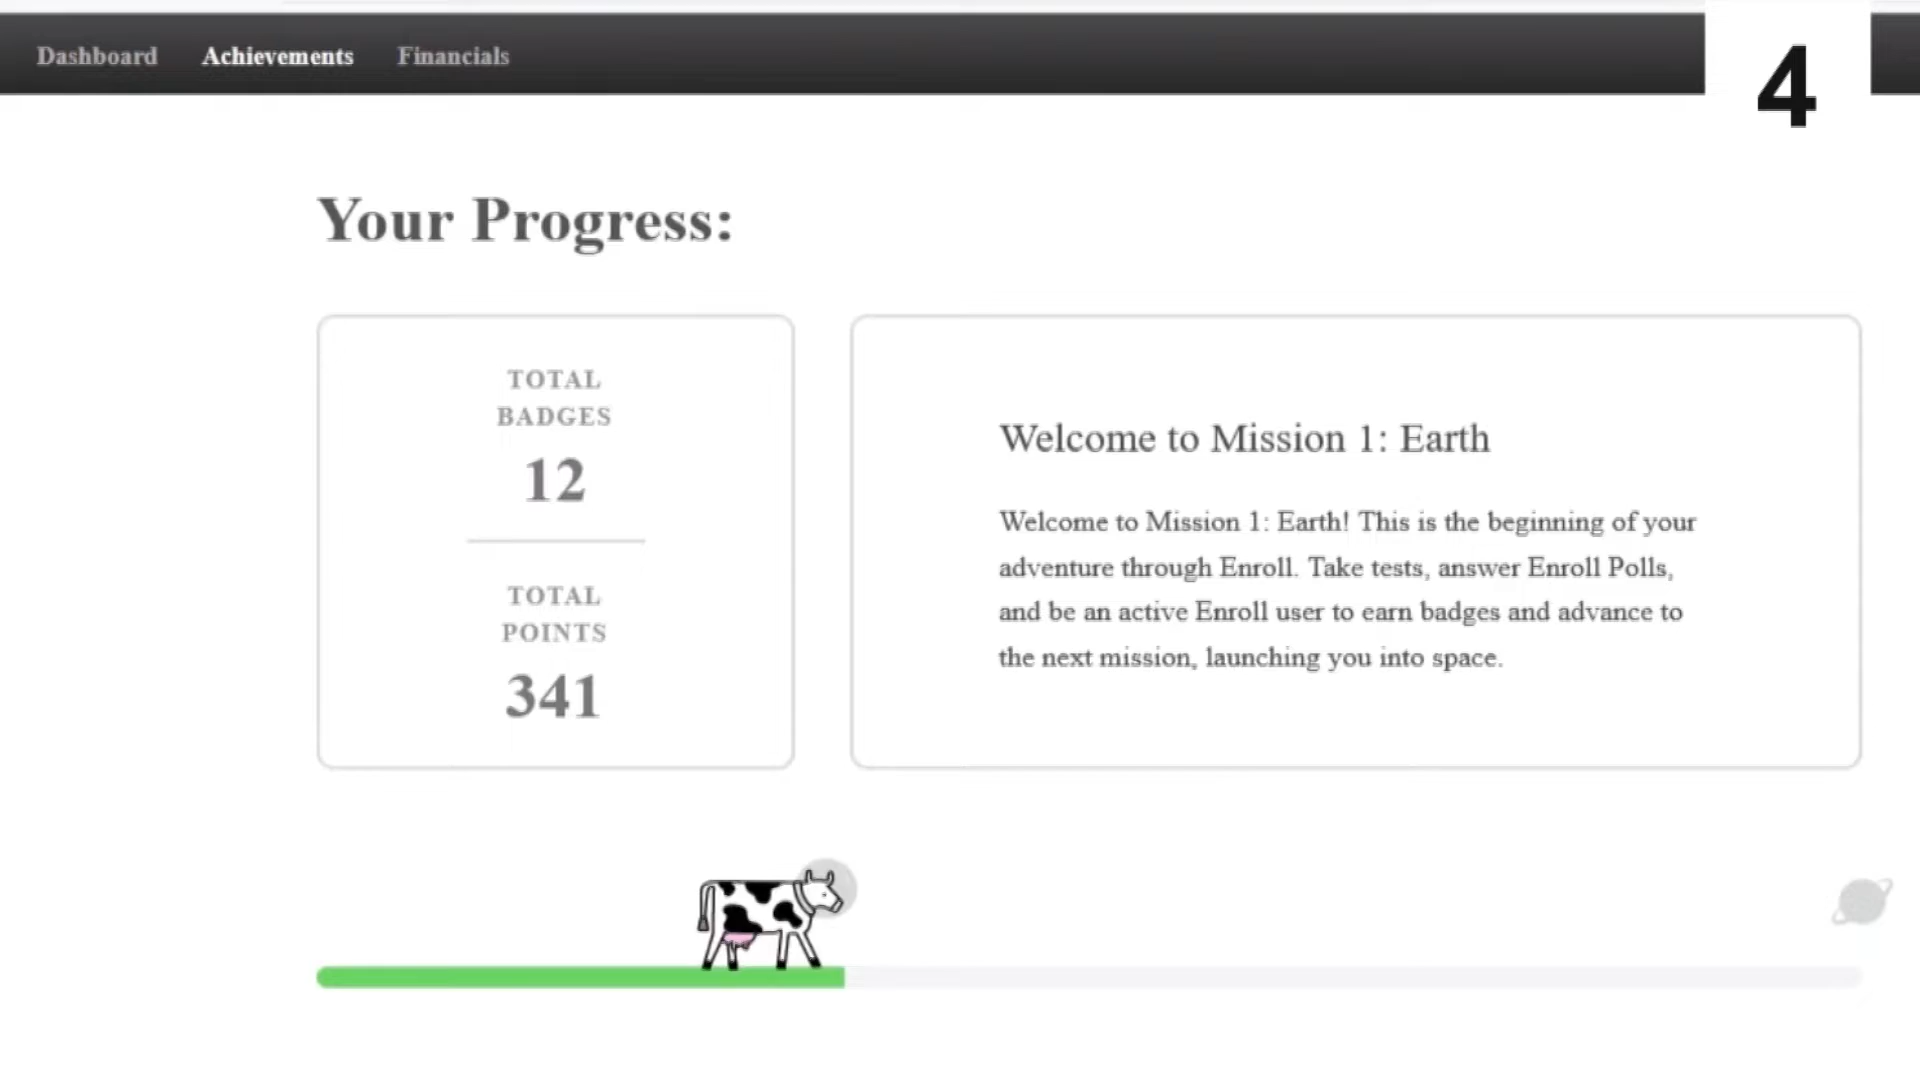 Dashboard Achievements Financials
4
Your Progress:
TOTAL
BADGES
12
TOTAL
POINTS
341
Welcome to Mission 1: Earth
Welcome to Mission 1: Earth! This is the beginning of your
adventure through Enroll. Take tests, answer Enroll Polls,
and be an active Enroll user to earn badges and advance to
the next mission, launching you into space.